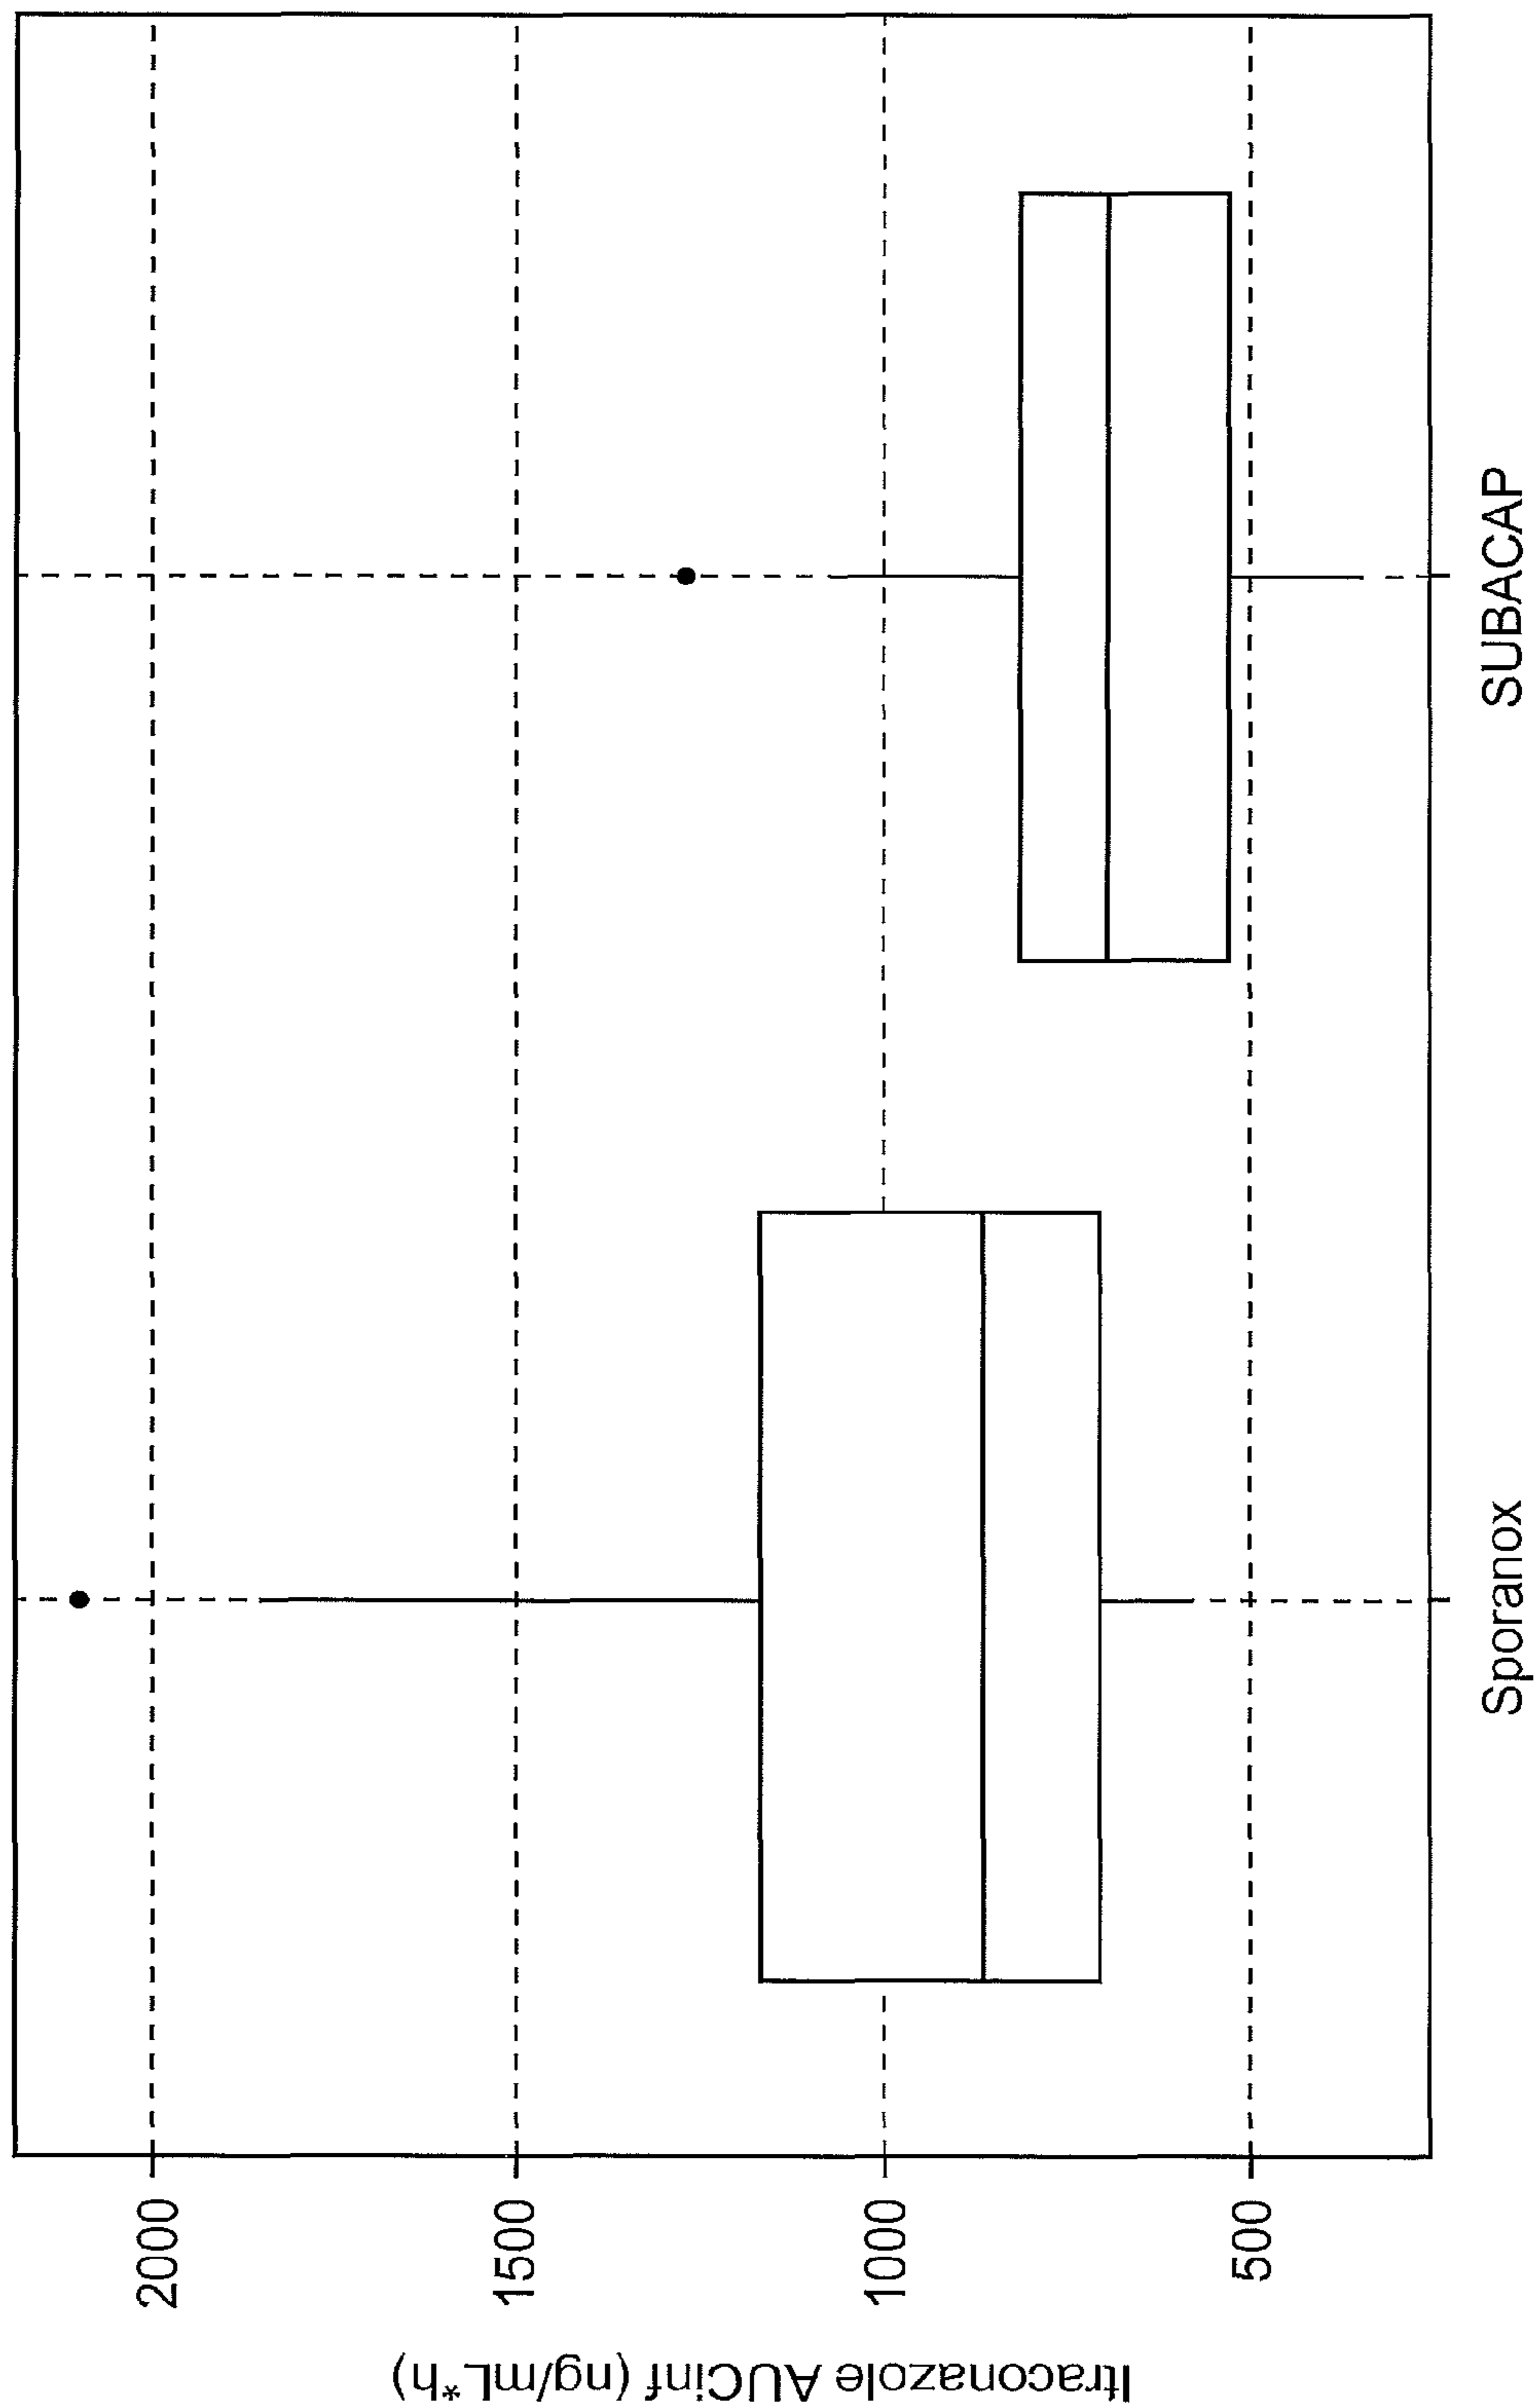 Itraconazole AUCinf (ng/mL*h)
2000
1500
1000
500
Sporanox
SUBACAP